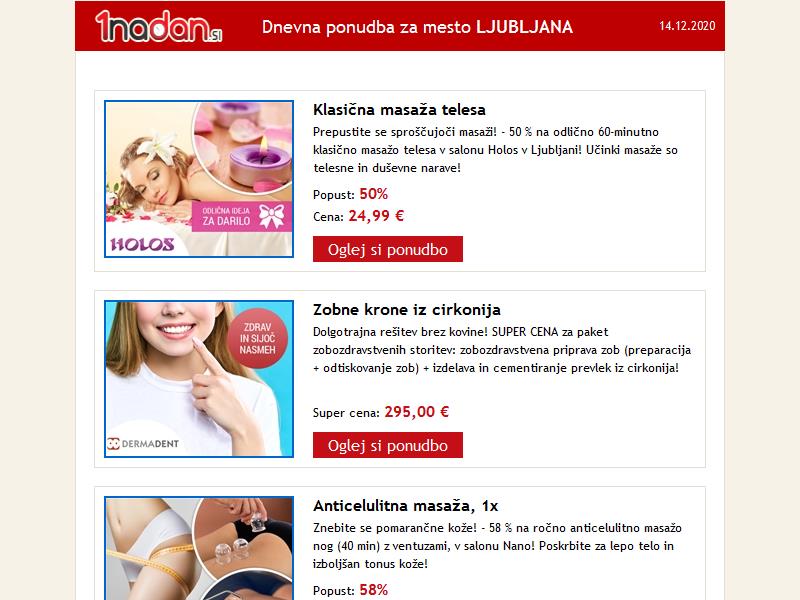 1nadan.si
Dnevna ponudba za mesto LJUBLJANA
14.12.2020
Klasična masaža telesa
Prepustite se sproščujoči masaži! - 50 % na odlično 60-minutno
klasično masažo telesa v salonu Holos v Ljubljani! Učinki masaže so
telesne in duševne narave!
Popust: 50%
Cena: 24,99 €
Oglej si ponudbo
ODLIČNA IDEJA
ZA DARILO
HOLOS
Zobne krone iz cirkonija
Dolgotrajna rešitev brez kovine! SUPER CENA za paket
zobozdravstvenih storitev: zobozdravstvena priprava zob (preparacija
+ odtiskovanje zob) + izdelava in cementiranje prevlek iz cirkonija!
Super cena: 295,00 €
Oglej si ponudbo
ZDRAV
IN SIJOČ
NASMEH
DERMADENT
Anticelulitna masaža, 1x
Znebite se pomarančne kože! - 58 % na ročno anticelulitno masažo
nog (40 min) z ventuzami, v salonu Nano! Poskrbite za lepo telo in
izboljšan tonus kože!
Popust: 58%